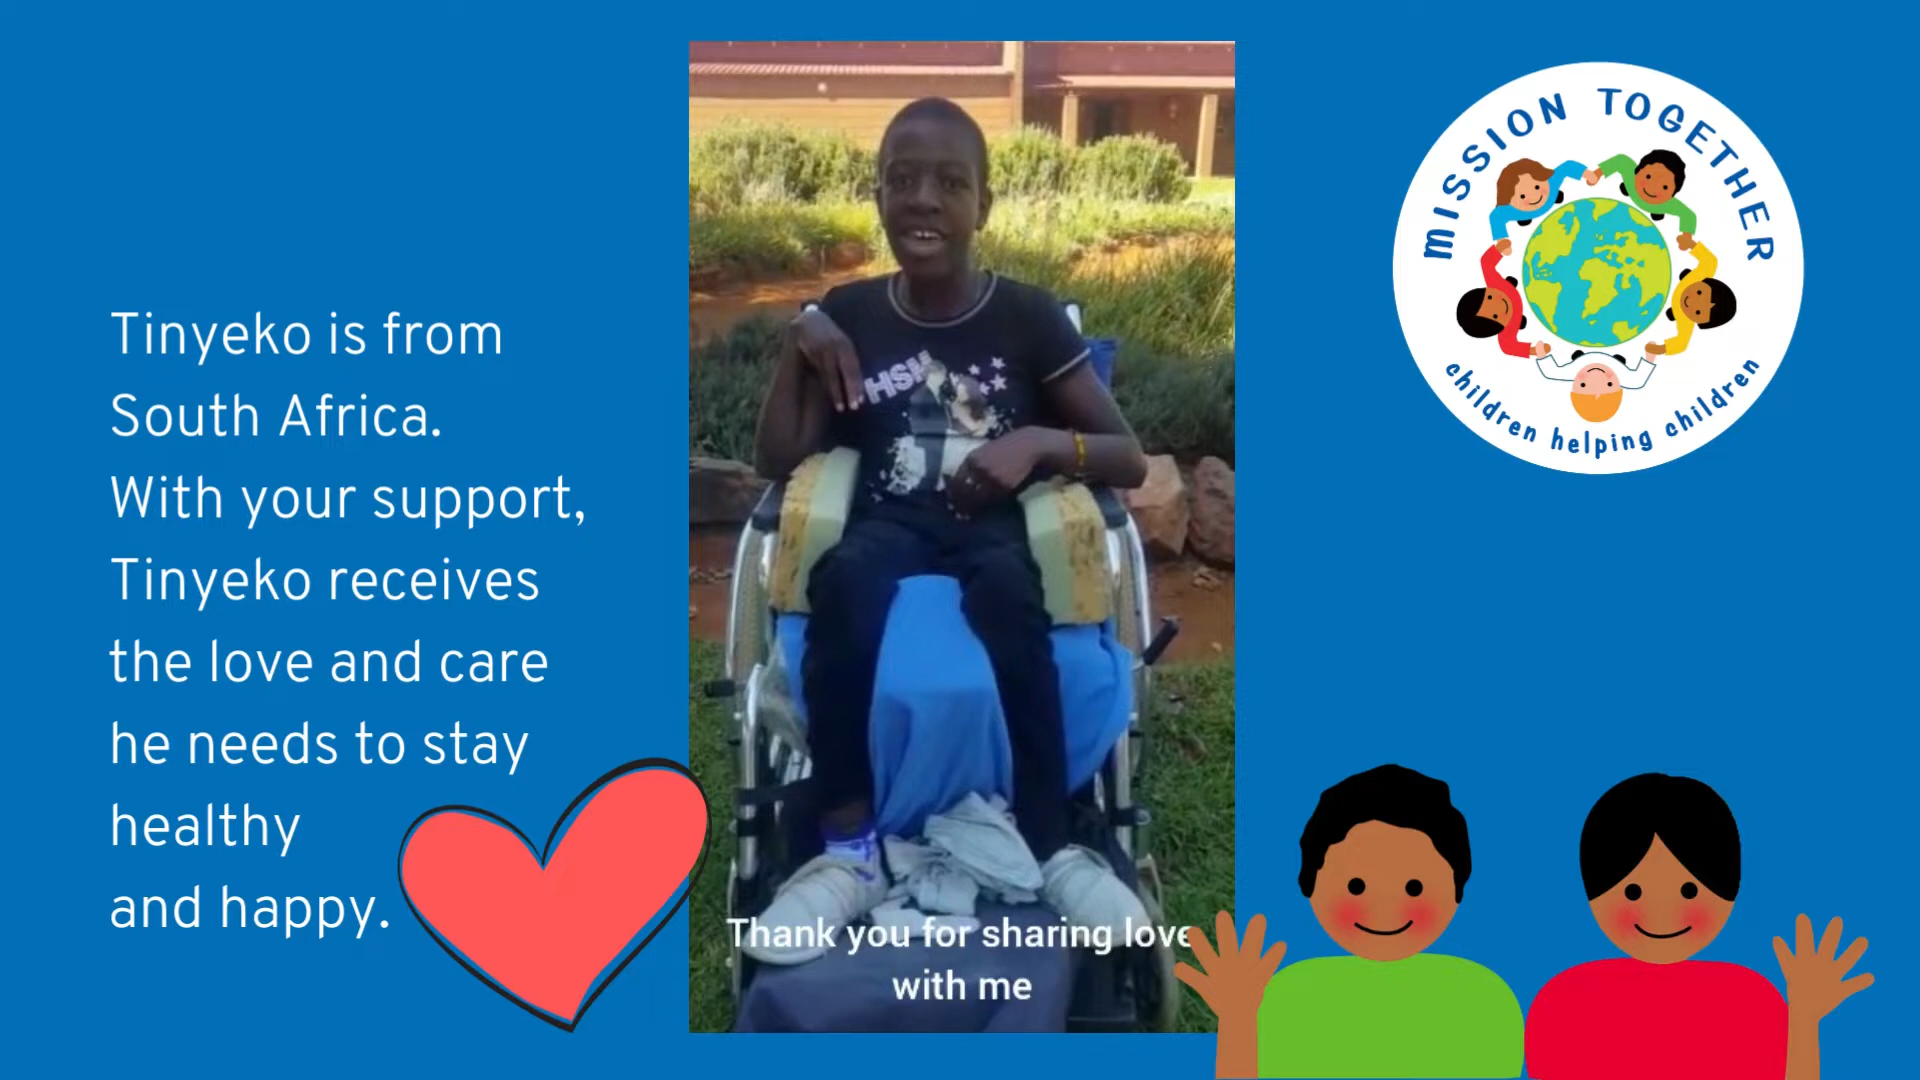 Tinyeko is from
South Africa.
With your support,
Tinyeko receives
the love and care
he needs to stay
healthy
and happy.
HSM
Thank you for sharing love
with me
MISSION TOGETHER
children helping children